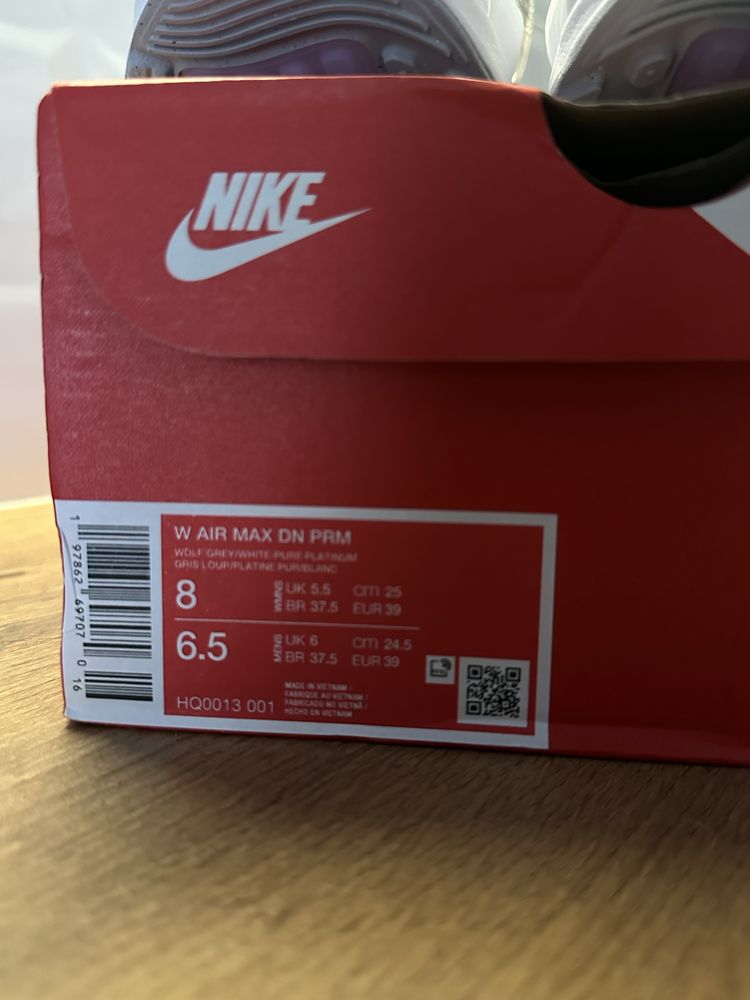 NIKE
W AIR MAX DN PRM
WOLF GREY/WHITE-PURE PLATINUM
GRIS LOUP/PLATINE PUR/BLANC
8 WMNS UK 5.5 CM 25
BR 37.5 EUR 39
6.5 MENS UK 6 CM 24.5
BR 37.5 EUR 39
HQ0013 001
MADE IN VIETNAM /
FABRIQUE AU VIETNAM /
FABRICADO NO VIETNÃ /
HECHO EN VIETNAM
1 97862 69707 0 16